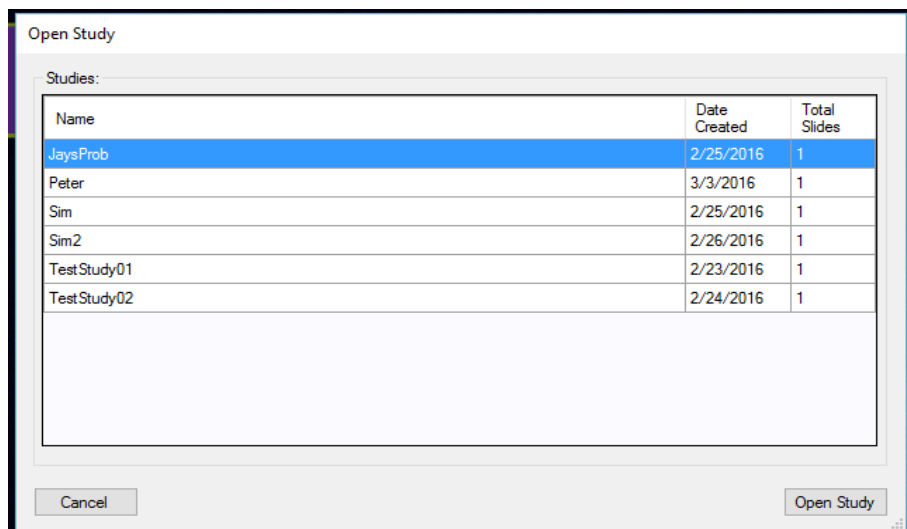 Open Study
Studies:
Name Date Created Total Slides
JaysProb 2/25/2016 1
Peter 3/3/2016 1
Sim 2/25/2016 1
Sim2 2/26/2016 1
TestStudy01 2/23/2016 1
TestStudy02 2/24/2016 1
Cancel Open Study